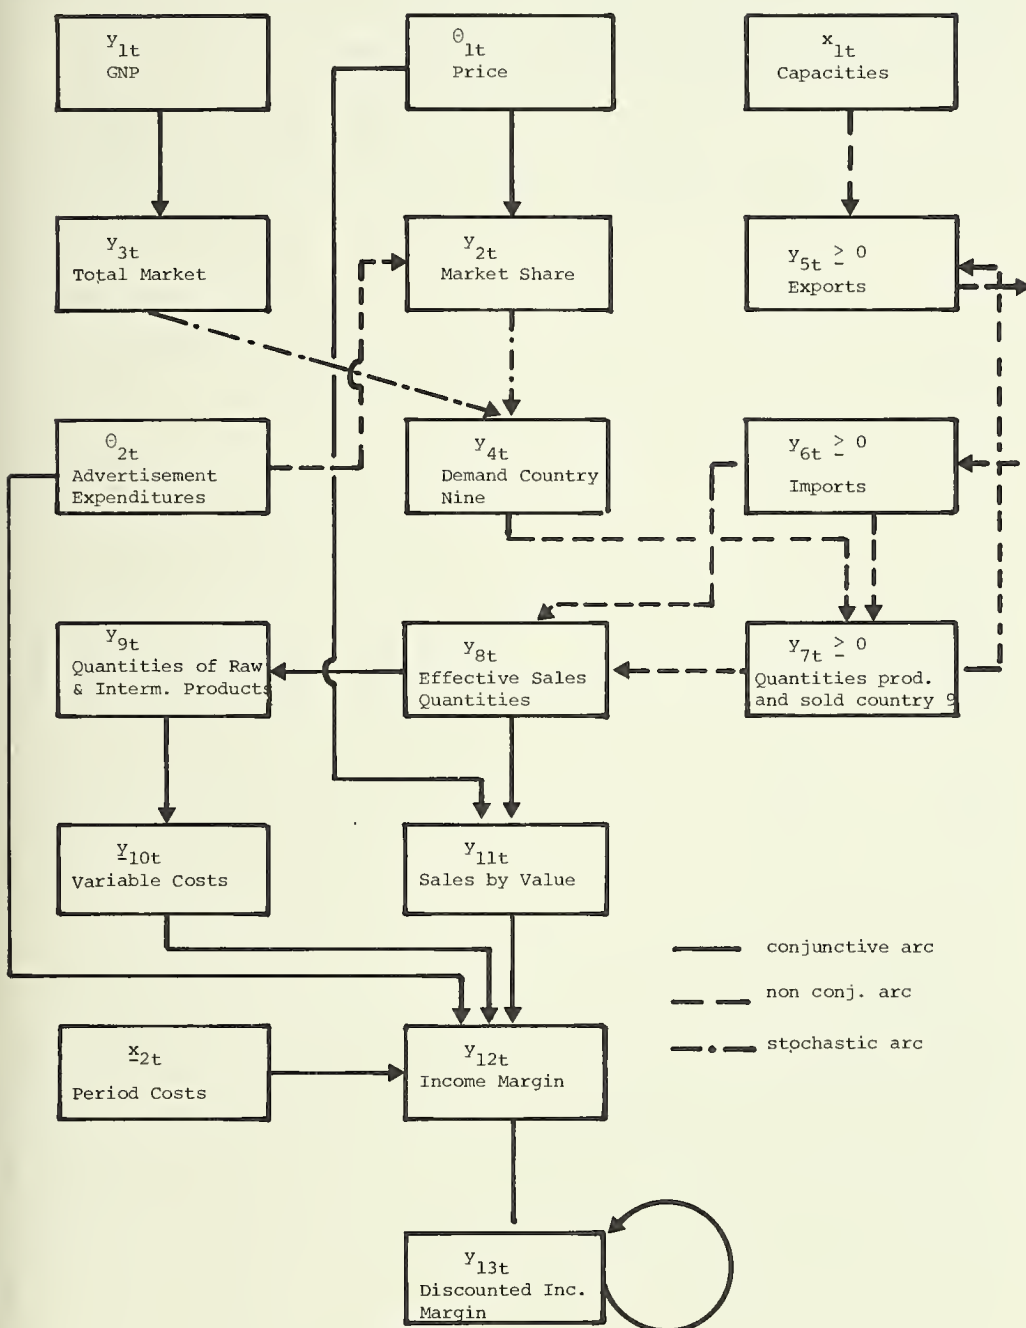 y1t
GNP
θ1t
Price
x1t
Capacities
y3t
Total Market
y2t
Market Share
y5t ≥ 0
Exports
θ2t
Advertisement
Expenditures
y4t
Demand Country
Nine
y6t ≥ 0
Imports
y9t
Quantities of Raw
& Interm. Products
y8t
Effective Sales
Quantities
y7t ≥ 0
Quantities prod.
and sold country 9
y10t
Variable Costs
y11t
Sales by Value
conjunctive arc
non conj. arc
stochastic arc
x2t
Period Costs
y12t
Income Margin
y13t
Discounted Inc.
Margin